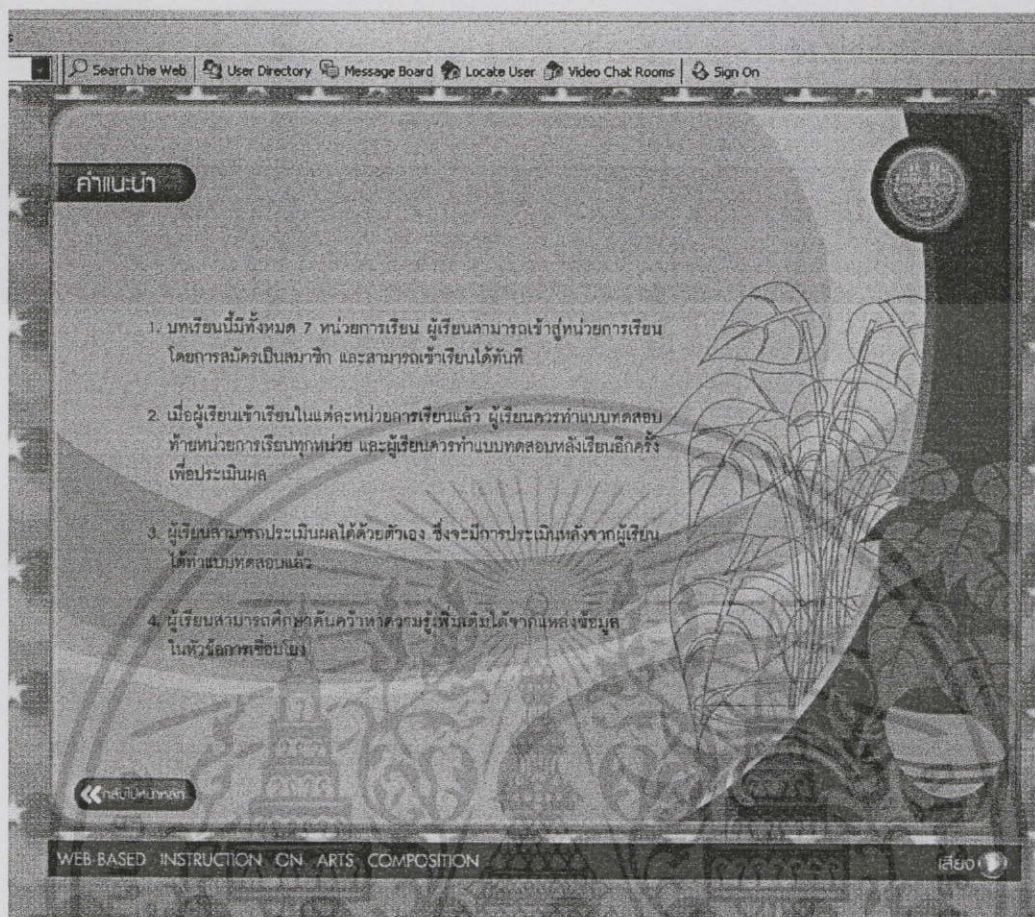 Search the Web User Directory Message Board Locate User Video Chat Rooms Sign On
คำแนะนำ
1. บทเรียนนี้มีทั้งหมด 7 หน่วยการเรียน ผู้เรียนสามารถเข้าสู่หน่วยการเรียน
โดยการสมัครเป็นสมาชิก และสามารถเข้าเรียนได้ทันที
2. เมื่อผู้เรียนเข้าเรียนในแต่ละหน่วยการเรียนแล้ว ผู้เรียนควรทำแบบทดสอบ
ท้ายหน่วยการเรียนทุกหน่วย และผู้เรียนควรทำแบบทดสอบหลังเรียนอีกครั้ง
เพื่อประเมินผล
3. ผู้เรียนสามารถประเมินผลได้ด้วยตัวเอง ซึ่งจะมีการประเมินหลังจากผู้เรียน
ได้ทำแบบทดสอบแล้ว
4. ผู้เรียนสามารถศึกษาค้นคว้าหาความรู้เพิ่มเติมได้จากแหล่งข้อมูล
ในหัวข้อการเชื่อมโยง
กลับไปหน้าหลัก
WEB-BASED INSTRUCTION ON ARTS COMPOSITION
เสียง